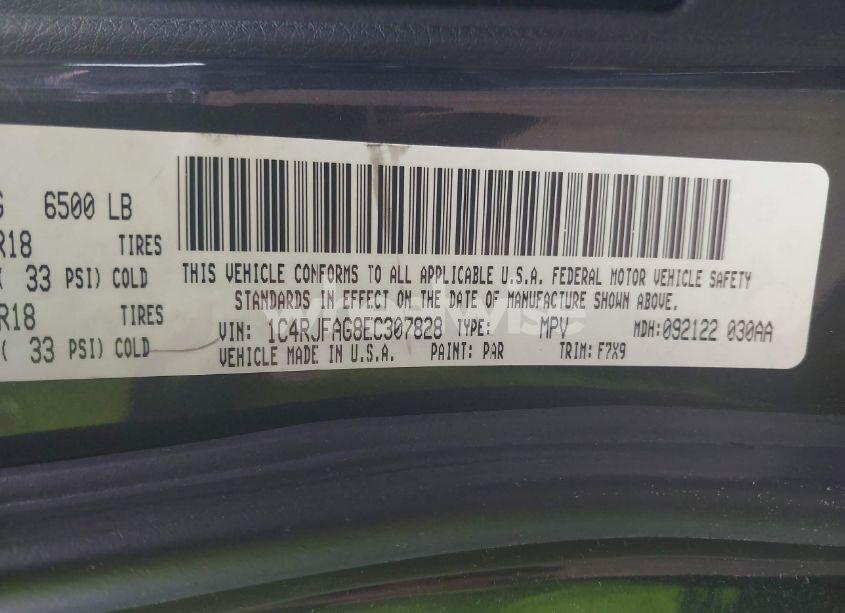 G 6500 LB
R18 TIRES
( 33 PSI) COLD
R18 TIRES
( 33 PSI) COLD
THIS VEHICLE CONFORMS TO ALL APPLICABLE U.S.A. FEDERAL MOTOR VEHICLE SAFETY
STANDARDS IN EFFECT ON THE DATE OF MANUFACTURE SHOWN ABOVE.
VIN: 1C4RJFAG8EC307828 TYPE: MPV MDH:092122 030AA
VEHICLE MADE IN U.S.A. PAINT: PAR TRIM: F7X9